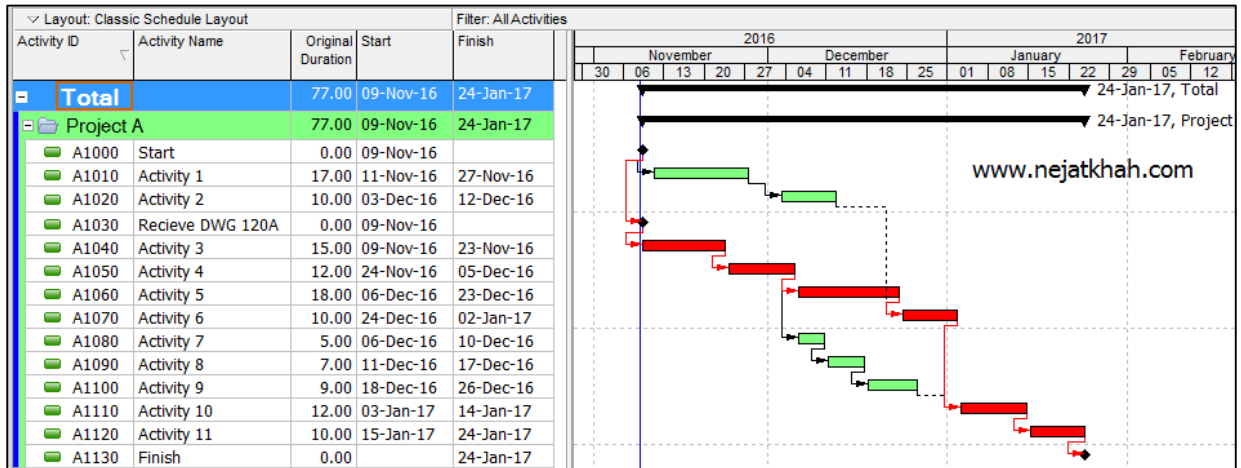 Layout: Classic Schedule Layout Filter: All Activities
Activity ID Activity Name Original Duration Start Finish
2016 2017
November December January February
30 06 13 20 27 04 11 18 25 01 08 15 22 29 05 12
Total 77.00 09-Nov-16 24-Jan-17 24-Jan-17, Total
Project A 77.00 09-Nov-16 24-Jan-17 24-Jan-17, Project
A1000 Start 0.00 09-Nov-16
www.nejatkhah.com
A1010 Activity 1 17.00 11-Nov-16 27-Nov-16
A1020 Activity 2 10.00 03-Dec-16 12-Dec-16
A1030 Recieve DWG 120A 0.00 09-Nov-16
A1040 Activity 3 15.00 09-Nov-16 23-Nov-16
A1050 Activity 4 12.00 24-Nov-16 05-Dec-16
A1060 Activity 5 18.00 06-Dec-16 23-Dec-16
A1070 Activity 6 10.00 24-Dec-16 02-Jan-17
A1080 Activity 7 5.00 06-Dec-16 10-Dec-16
A1090 Activity 8 7.00 11-Dec-16 17-Dec-16
A1100 Activity 9 9.00 18-Dec-16 26-Dec-16
A1110 Activity 10 12.00 03-Jan-17 14-Jan-17
A1120 Activity 11 10.00 15-Jan-17 24-Jan-17
A1130 Finish 0.00 24-Jan-17